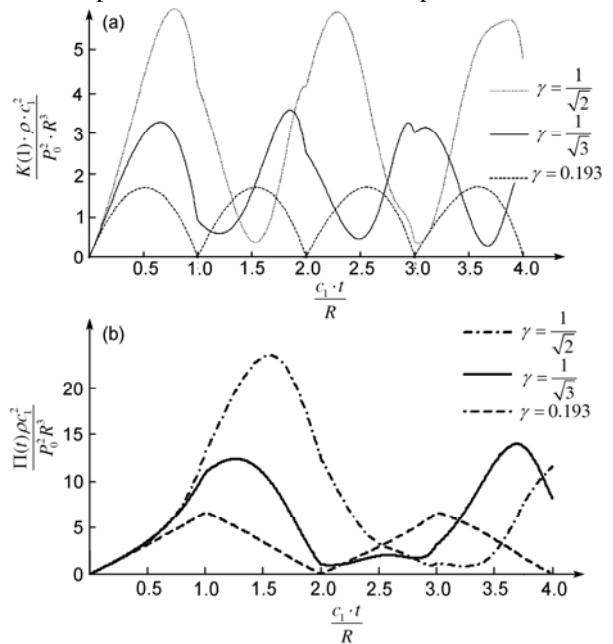 (a)
5
4
3
2
1
0
K(1)·ρ·c₁²
P₀²·R³
γ = 1/√2
γ = 1/√3
γ = 0.193
0.5 1.0 1.5 2.0 2.5 3.0 3.5 4.0
c₁·t
R
(b)
20
15
10
5
0
Π(t)ρc₁²
P₀²R³
γ = 1/√2
γ = 1/√3
γ = 0.193
0.5 1.0 1.5 2.0 2.5 3.0 3.5 4.0
c₁·t
R